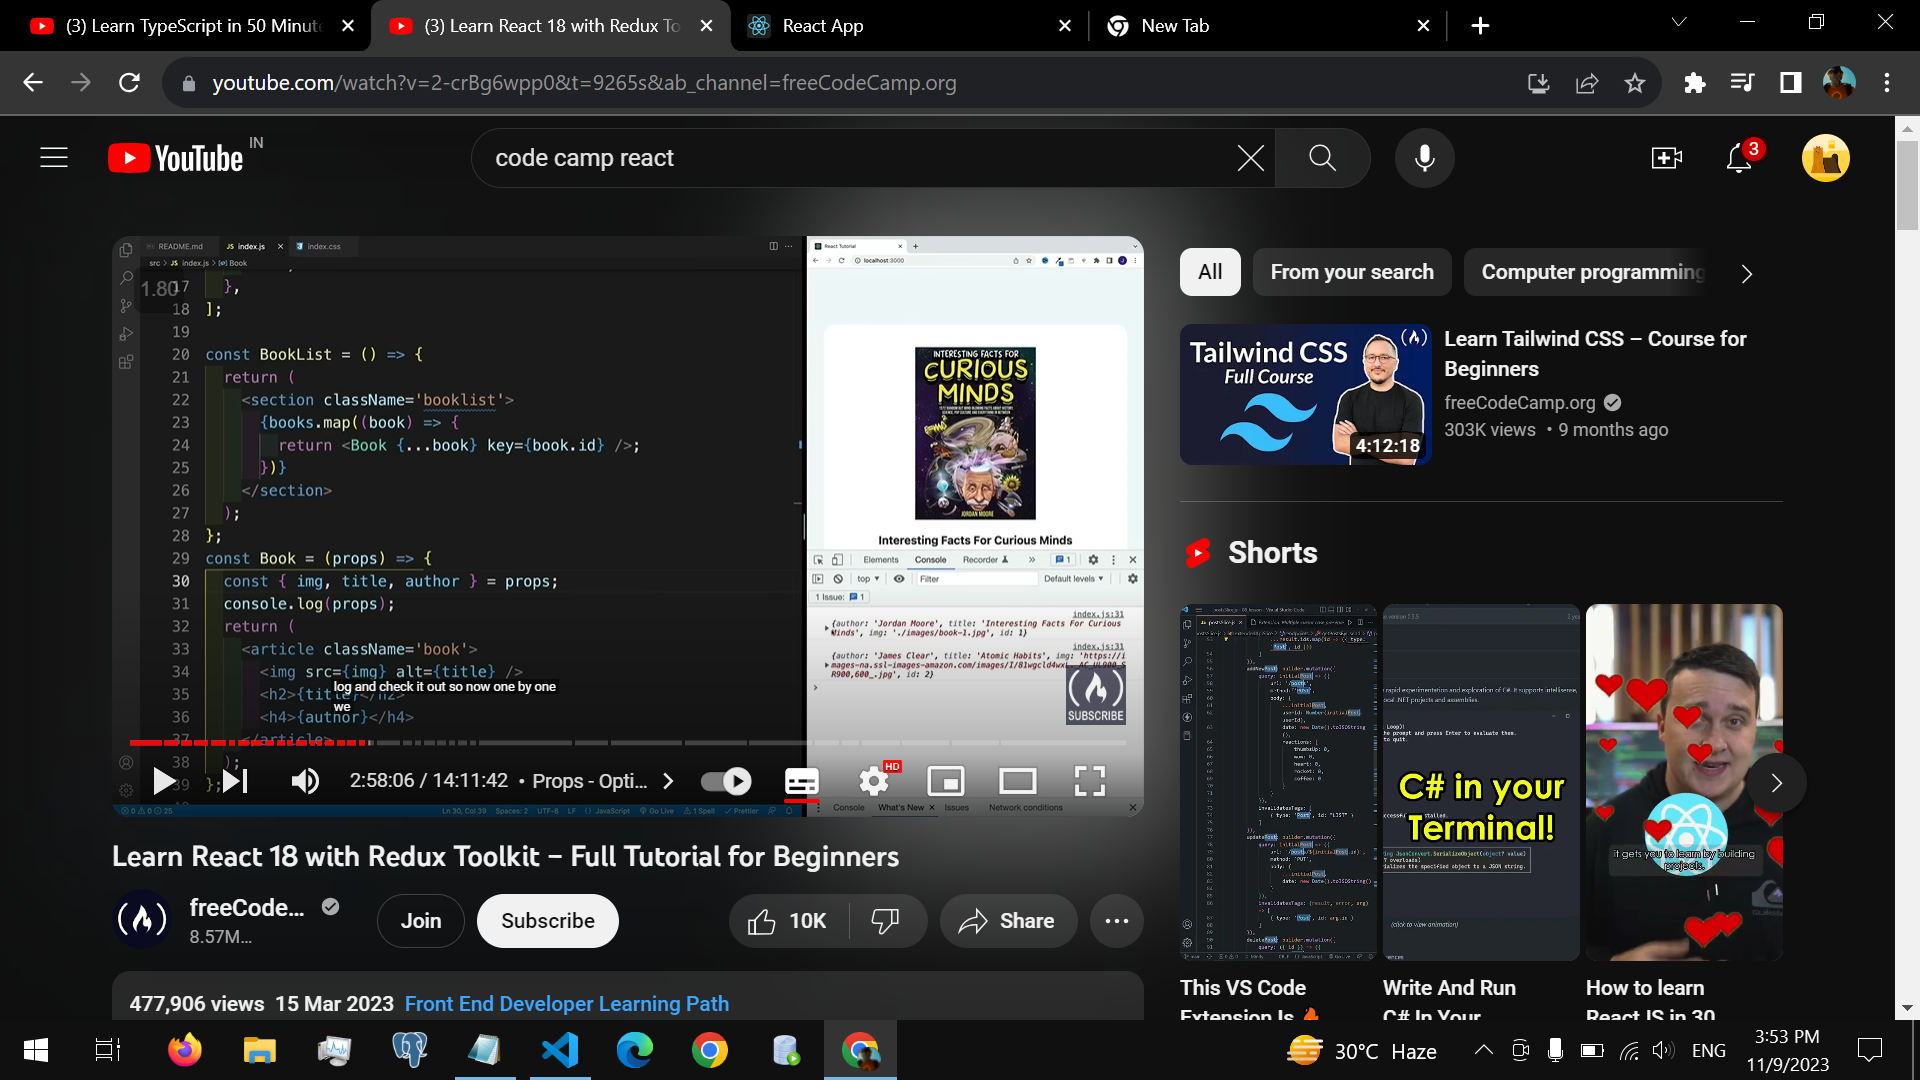 (3) Learn TypeScript in 50 Minute
(3) Learn React 18 with Redux To
React App
New Tab
youtube.com/watch?v=2-crBg6wpp0&t=9265s&ab_channel=freeCodeCamp.org
YouTube IN
code camp react
3
README.md
JS index.js
index.css
src > JS index.js > Book
1.80
17 },
18 ];
19
20 const BookList = () => {
21 return (
22 <section className='booklist'>
23 {books.map((book) => {
24 return <Book {...book} key={book.id} />;
25 })}
26 </section>
27 );
28 };
29 const Book = (props) => {
30 const { img, title, author } = props;
31 console.log(props);
32 return (
33 <article className='book'>
34 <img src={img} alt={title} />
35 <h2>{title}</h2>
36 <h4>{author}</h4>
37 </article>
38 );
39 };
log and check it out so now one by one
we
React Tutorial
localhost:3000
INTERESTING FACTS FOR
CURIOUS
MINDS
JORDAN MOORE
Interesting Facts For Curious Minds
Elements Console Recorder 1
top Filter Default levels
1 Issue: 1
index.js:31
{author: 'Jordan Moore', title: 'Interesting Facts For Curious
Minds', img: './images/book-1.jpg', id: 1}
index.js:31
{author: 'James Clear', title: 'Atomic Habits', img: 'https://i
SUBSCRIBE
2:58:06 / 14:11:42 • Props - Opti...
HD
Ln 30, Col 39 Spaces: 2 UTF-8 LF JavaScript Go Live 1 Spell Prettier
Console What's New Issues Network conditions
Learn React 18 with Redux Toolkit – Full Tutorial for Beginners
freeCode...
8.57M...
Join
Subscribe
10K
Share
477,906 views 15 Mar 2023 Front End Developer Learning Path
All
From your search
Computer programming
Tailwind CSS
Full Course
4:12:18
Learn Tailwind CSS – Course for
Beginners
freeCodeCamp.org
303K views • 9 months ago
Shorts
C# in your
Terminal!
(click to view animation)
it gets you to learn by building
projects.
This VS Code
Extension Is
Write And Run
C# In Your
How to learn
React JS in 30
30°C Haze
ENG
3:53 PM
11/9/2023